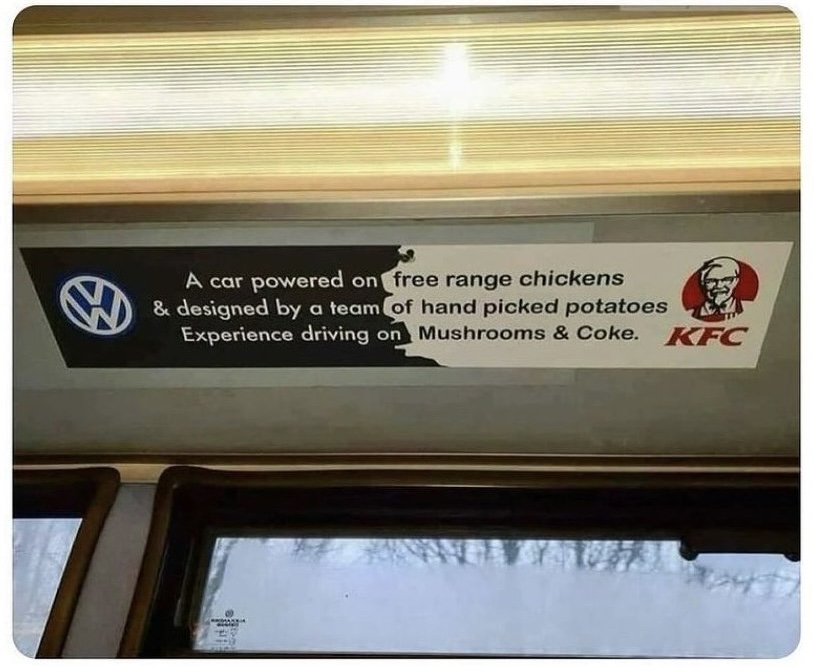 A car powered on free range chickens
& designed by a team of hand picked potatoes
Experience driving on Mushrooms & Coke.
KFC